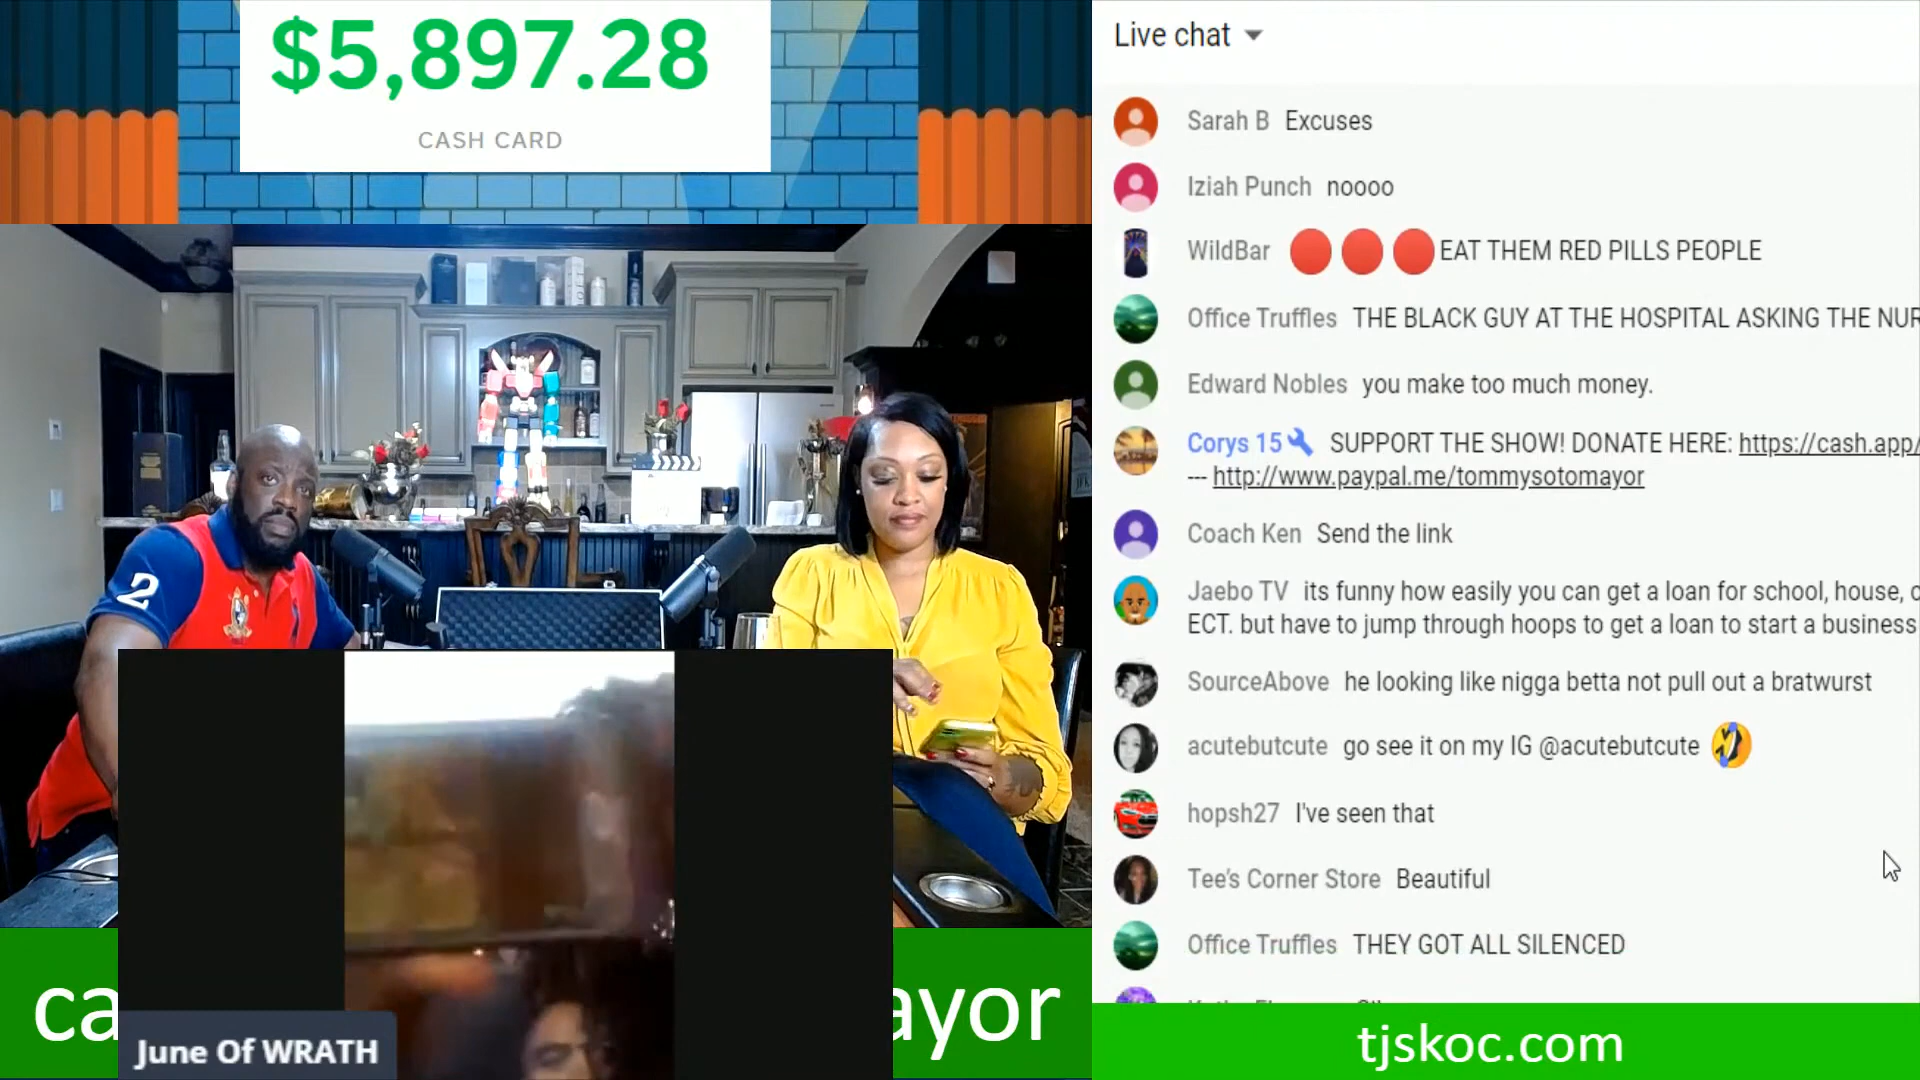 $5,897.28
CASH CARD
2
ca
ayor
June Of WRATH
Live chat
Sarah B Excuses
Iziah Punch noooo
WildBar EAT THEM RED PILLS PEOPLE
Office Truffles THE BLACK GUY AT THE HOSPITAL ASKING THE NUR
Edward Nobles you make too much money.
Corys 15 SUPPORT THE SHOW! DONATE HERE: https://cash.app/
--- http://www.paypal.me/tommysotomayor
Coach Ken Send the link
Jaebo TV its funny how easily you can get a loan for school, house, c
ECT. but have to jump through hoops to get a loan to start a business
SourceAbove he looking like nigga betta not pull out a bratwurst
acutebutcute go see it on my IG @acutebutcute
hopsh27 I've seen that
Tee's Corner Store Beautiful
Office Truffles THEY GOT ALL SILENCED
tjskoc.com